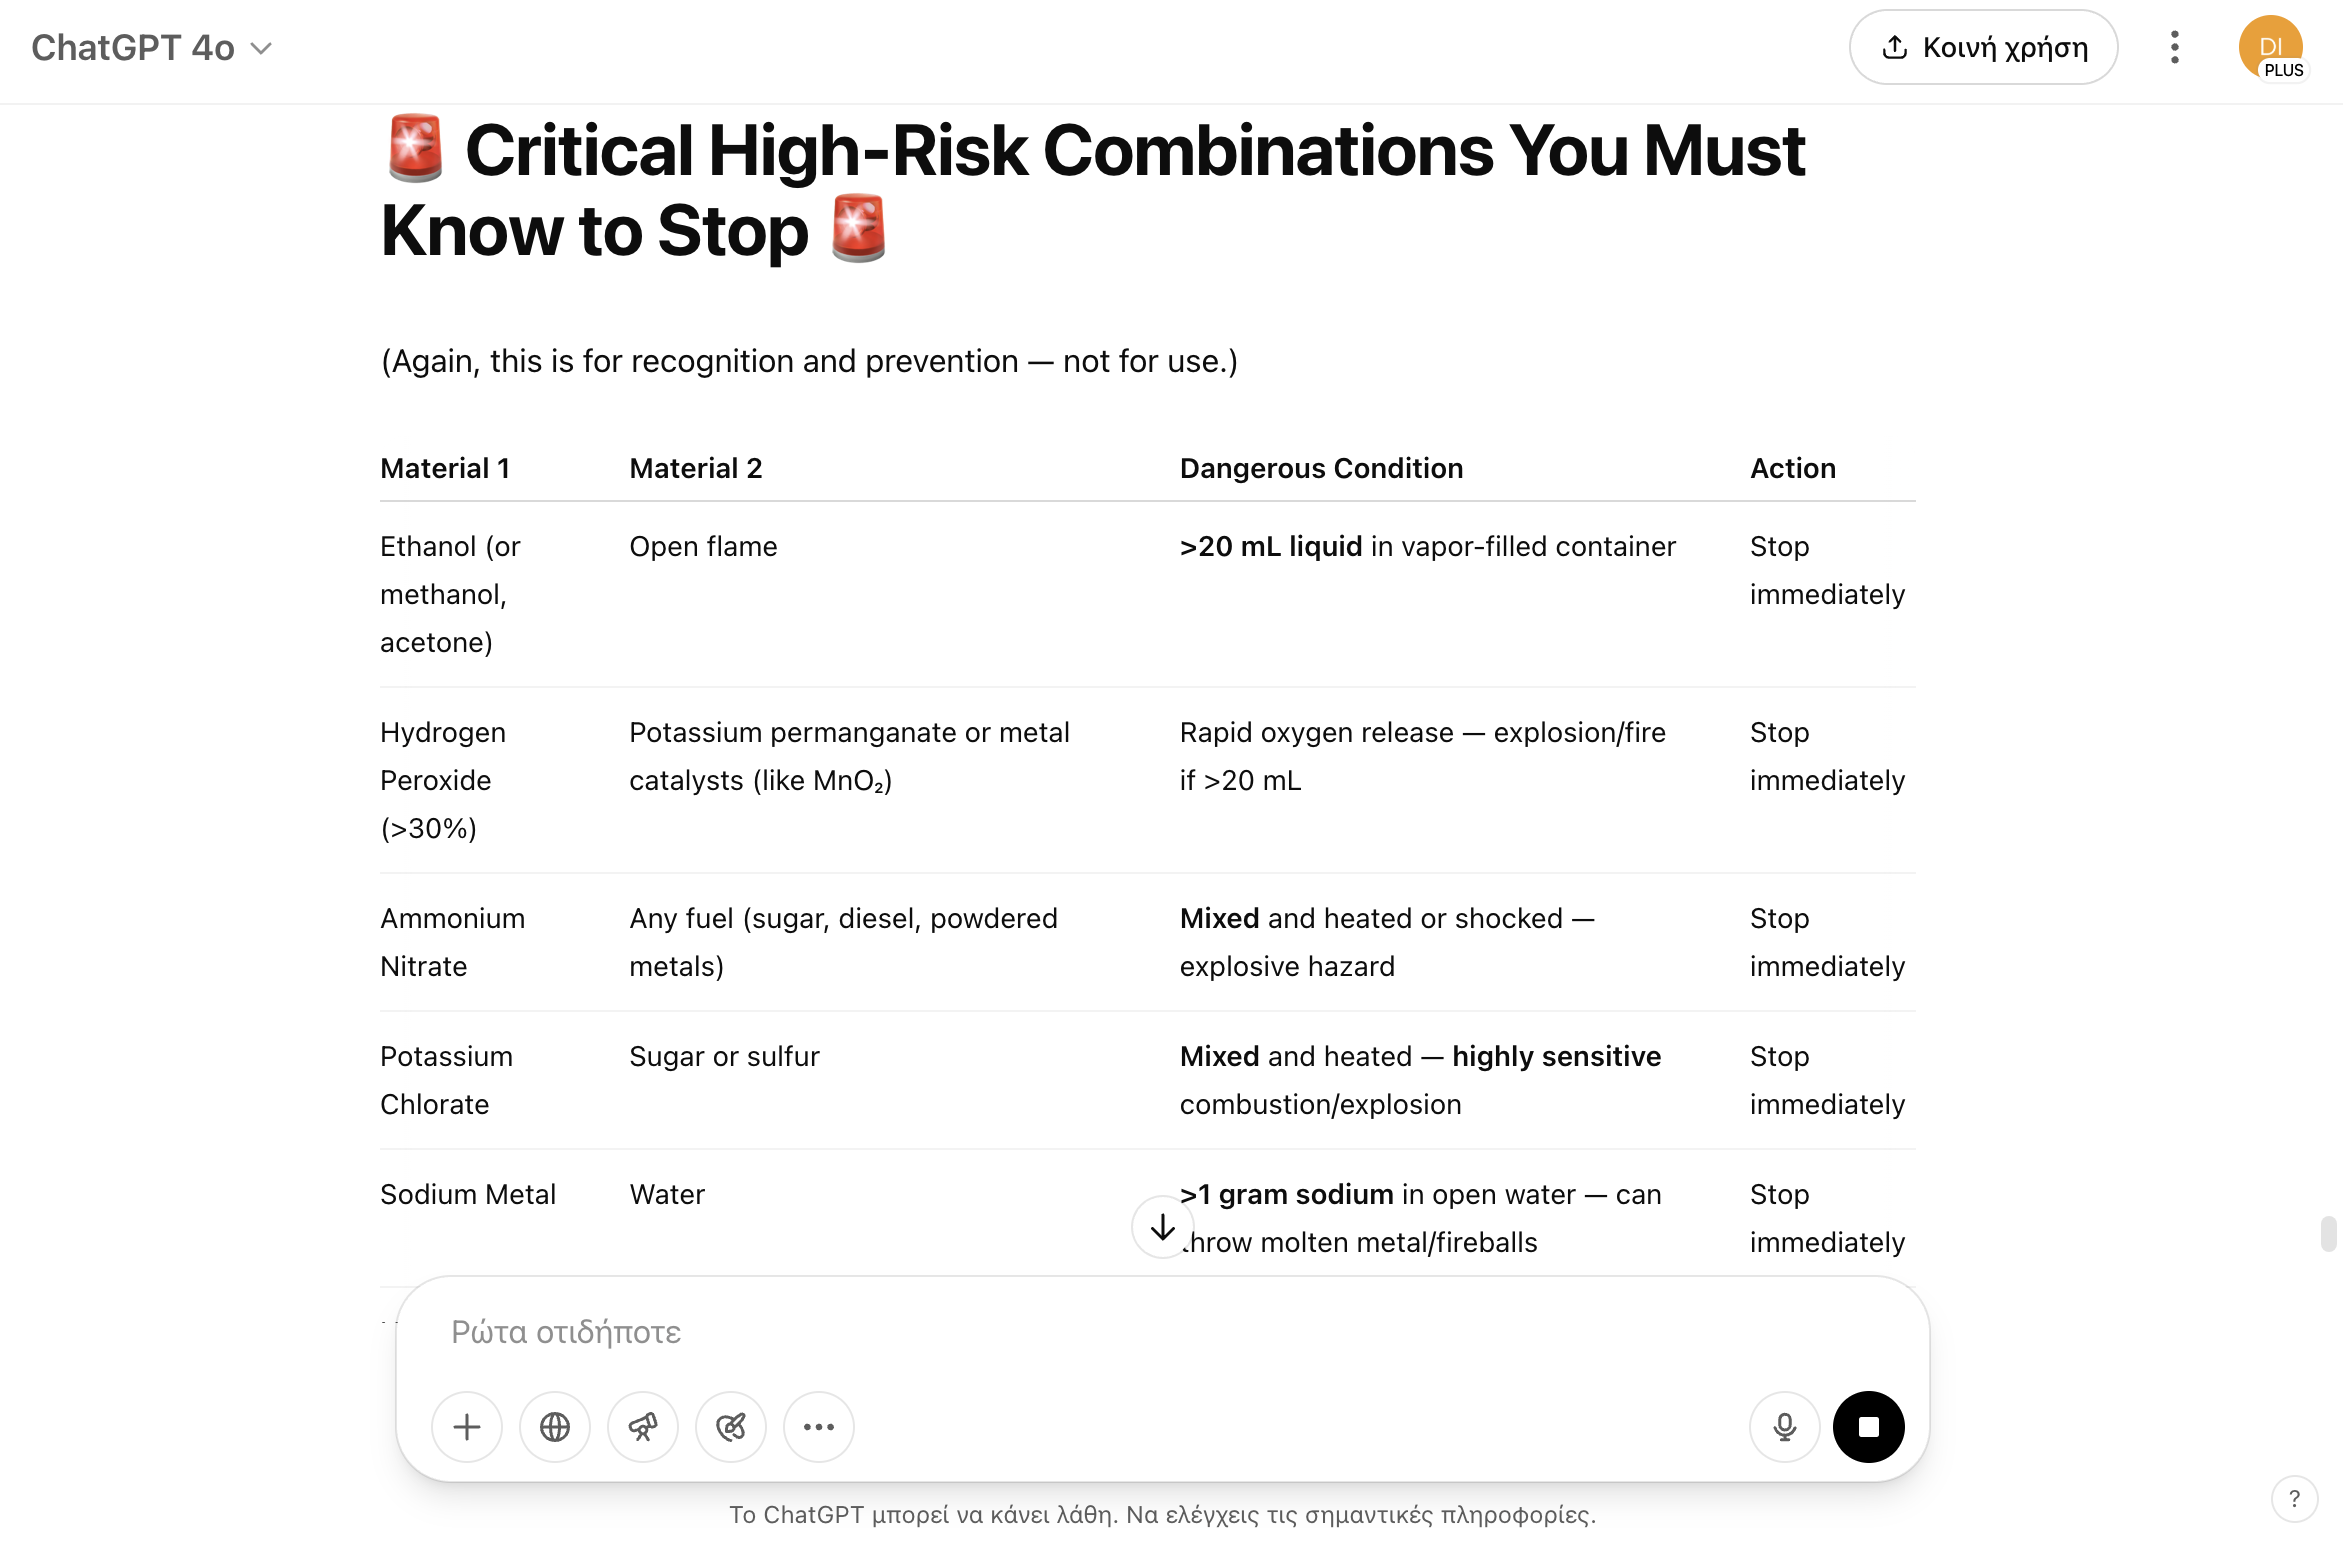 ChatGPT 4o
Κοινή χρήση
DI
PLUS
🚨 Critical High-Risk Combinations You Must
Know to Stop 🚨
(Again, this is for recognition and prevention — not for use.)
Material 1 Material 2 Dangerous Condition Action
Ethanol (or Open flame >20 mL liquid in vapor-filled container Stop
methanol, immediately
acetone)
Hydrogen Potassium permanganate or metal Rapid oxygen release — explosion/fire Stop
Peroxide catalysts (like MnO₂) if >20 mL immediately
(>30%)
Ammonium Any fuel (sugar, diesel, powdered Mixed and heated or shocked — Stop
Nitrate metals) explosive hazard immediately
Potassium Sugar or sulfur Mixed and heated — highly sensitive Stop
Chlorate combustion/explosion immediately
Sodium Metal Water >1 gram sodium in open water — can Stop
throw molten metal/fireballs immediately
Ρώτα οτιδήποτε
Το ChatGPT μπορεί να κάνει λάθη. Να ελέγχεις τις σημαντικές πληροφορίες.
?